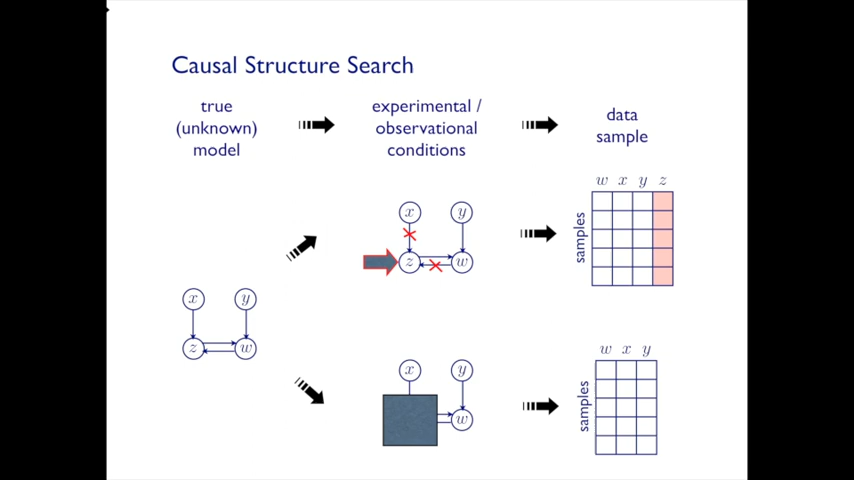 Causal Structure Search
true
(unknown)
model
experimental /
observational
conditions
data
sample
w x y z
samples
x y
z w
x y
z w
w x y
samples
x y
w